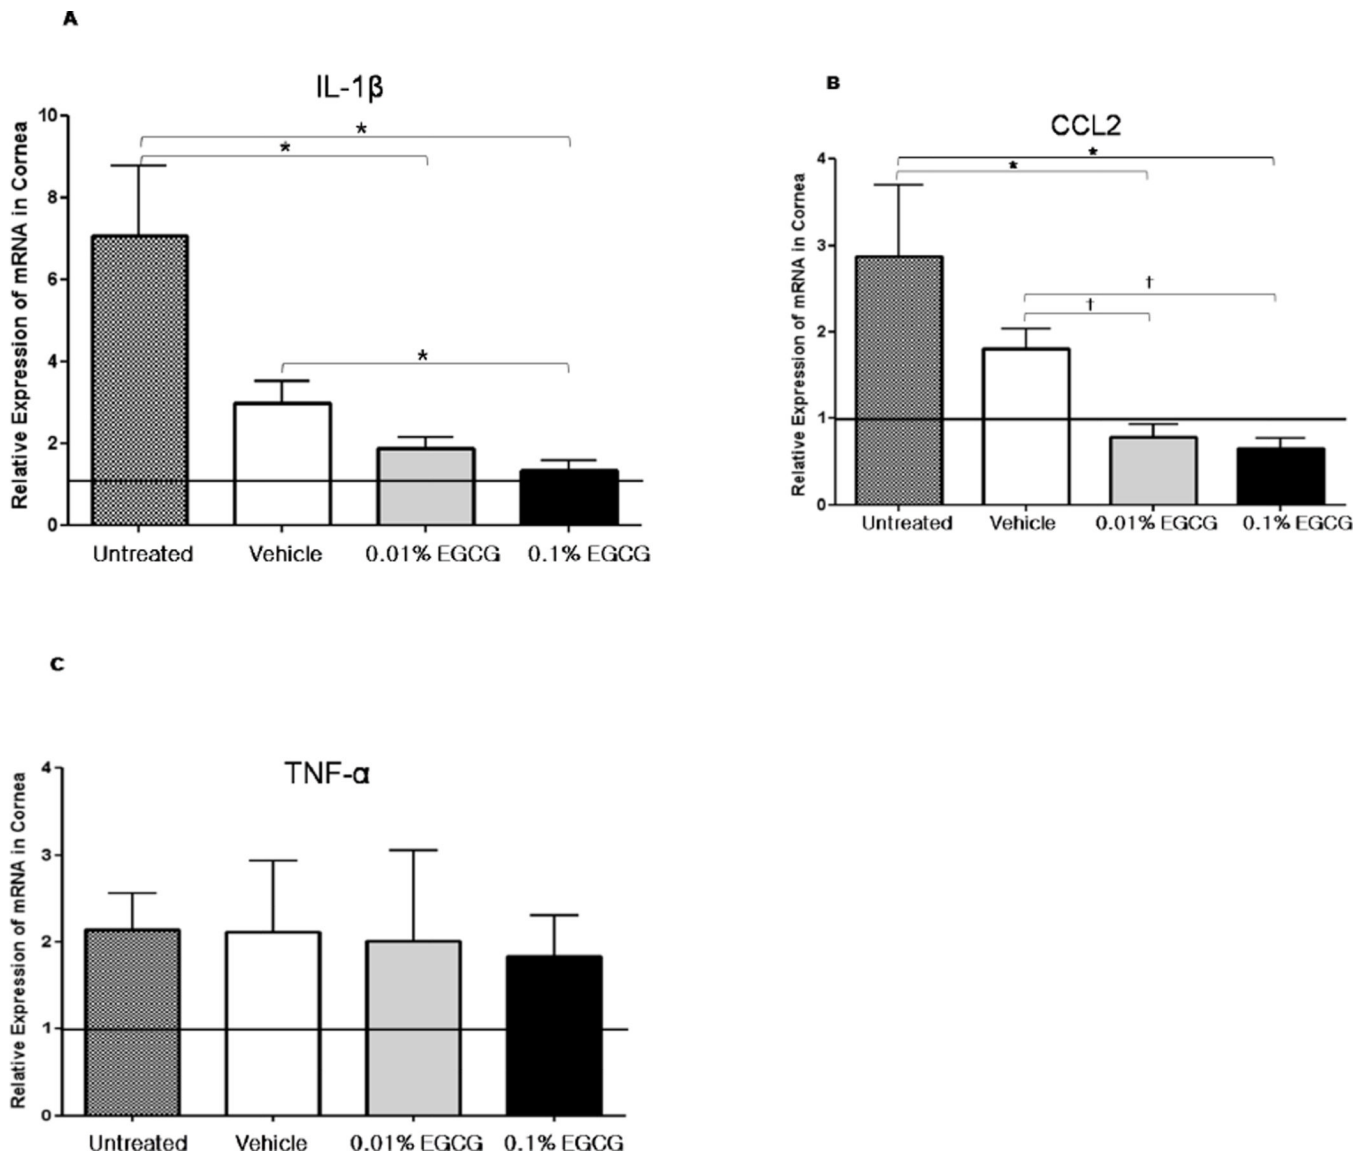 A
IL-1β
Relative Expression of mRNA in Cornea
10
8
6
4
2
0
*
*
*
Untreated Vehicle 0.01% EGCG 0.1% EGCG
B
CCL2
Relative Expression of mRNA in Cornea
4
3
2
1
0
*
*
†
†
Untreated Vehicle 0.01% EGCG 0.1% EGCG
C
TNF-α
Relative Expression of mRNA in Cornea
4
3
2
1
0
Untreated Vehicle 0.01% EGCG 0.1% EGCG